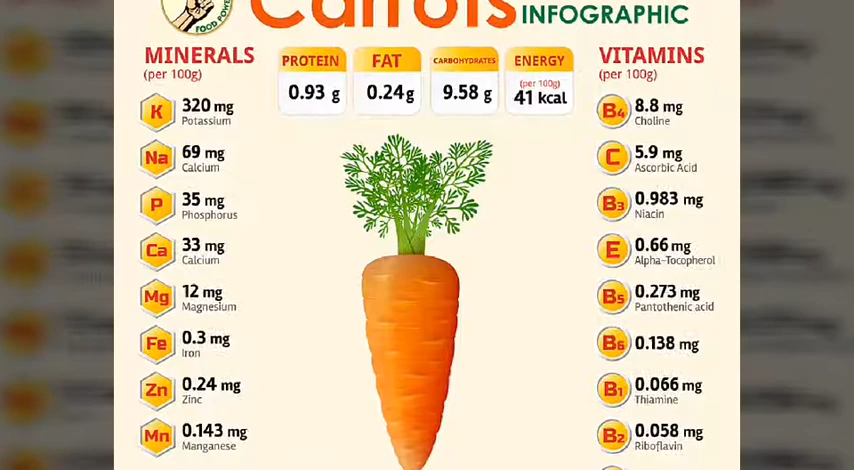 FOOD POWER
Carrots
INFOGRAPHIC
MINERALS
(per 100g)
K
320 mg
Potassium
Na
69 mg
Calcium
P
35 mg
Phosphorus
Ca
33 mg
Calcium
Mg
12 mg
Magnesium
Fe
0.3 mg
Iron
Zn
0.24 mg
Zinc
Mn
0.143 mg
Manganese
PROTEIN
0.93 g
FAT
0.24 g
CARBOHYDRATES
9.58 g
ENERGY
(per 100g)
41 kcal
VITAMINS
(per 100g)
B4
8.8 mg
Choline
C
5.9 mg
Ascorbic Acid
B3
0.983 mg
Niacin
E
0.66 mg
Alpha-Tocopherol
B5
0.273 mg
Pantothenic acid
B6
0.138 mg
B1
0.066 mg
Thiamine
B2
0.058 mg
Riboflavin